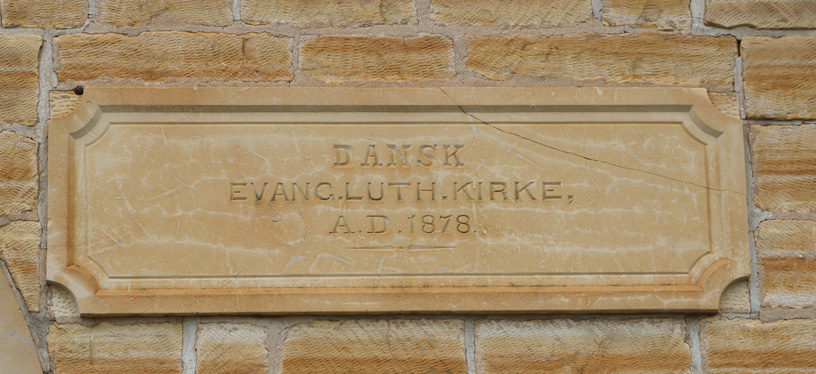 DANSK
EVANG.LUTH.KIRKE,
A.D.1878.